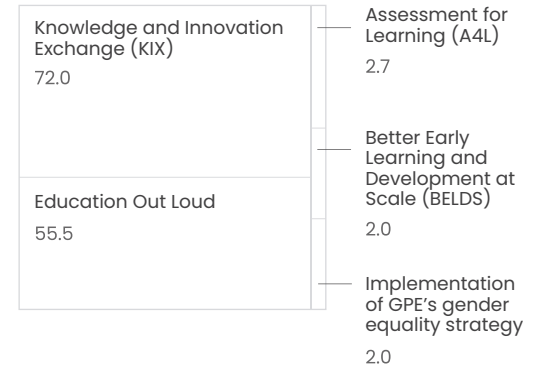 Knowledge and Innovation
Exchange (KIX)
72.0
Education Out Loud
55.5
Assessment for
Learning (A4L)
2.7
Better Early
Learning and
Development at
Scale (BELDS)
2.0
Implementation
of GPE’s gender
equality strategy
2.0